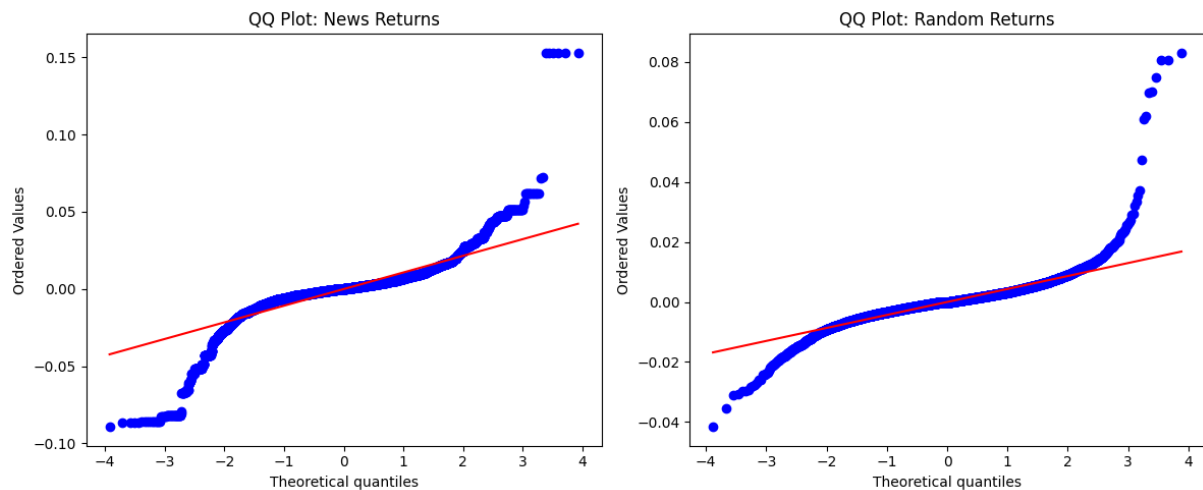 QQ Plot: News Returns
0.15
0.10
0.05
0.00
−0.05
−0.10
Ordered Values
−4 −3 −2 −1 0 1 2 3 4
Theoretical quantiles
QQ Plot: Random Returns
0.08
0.06
0.04
0.02
0.00
−0.02
−0.04
Ordered Values
−4 −3 −2 −1 0 1 2 3 4
Theoretical quantiles